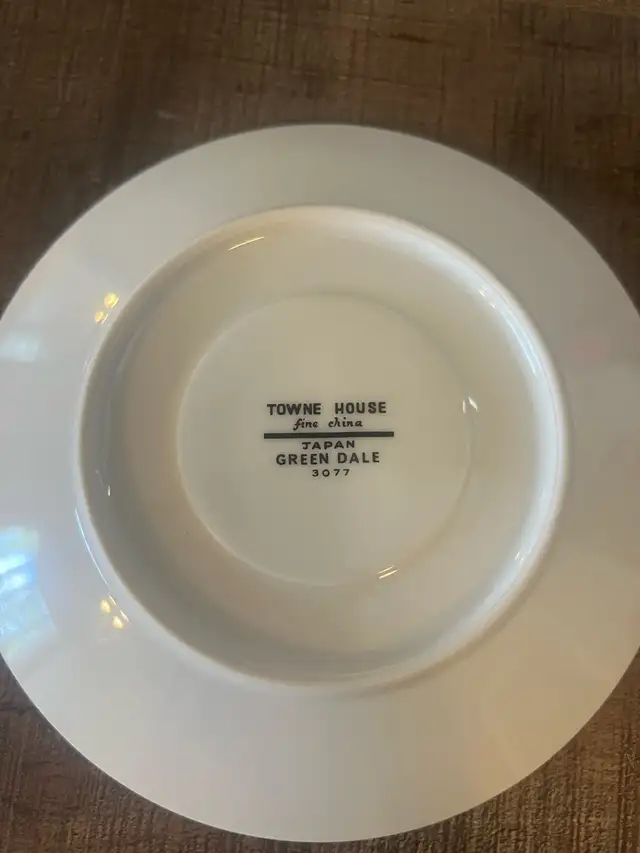 TOWNE HOUSE
fine china
JAPAN
GREEN DALE
3077